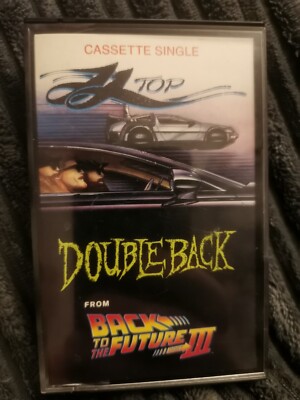 CASSETTE SINGLE
ZZ TOP
DOUBLEBACK
FROM
BACK
TO
THE FUTURE III